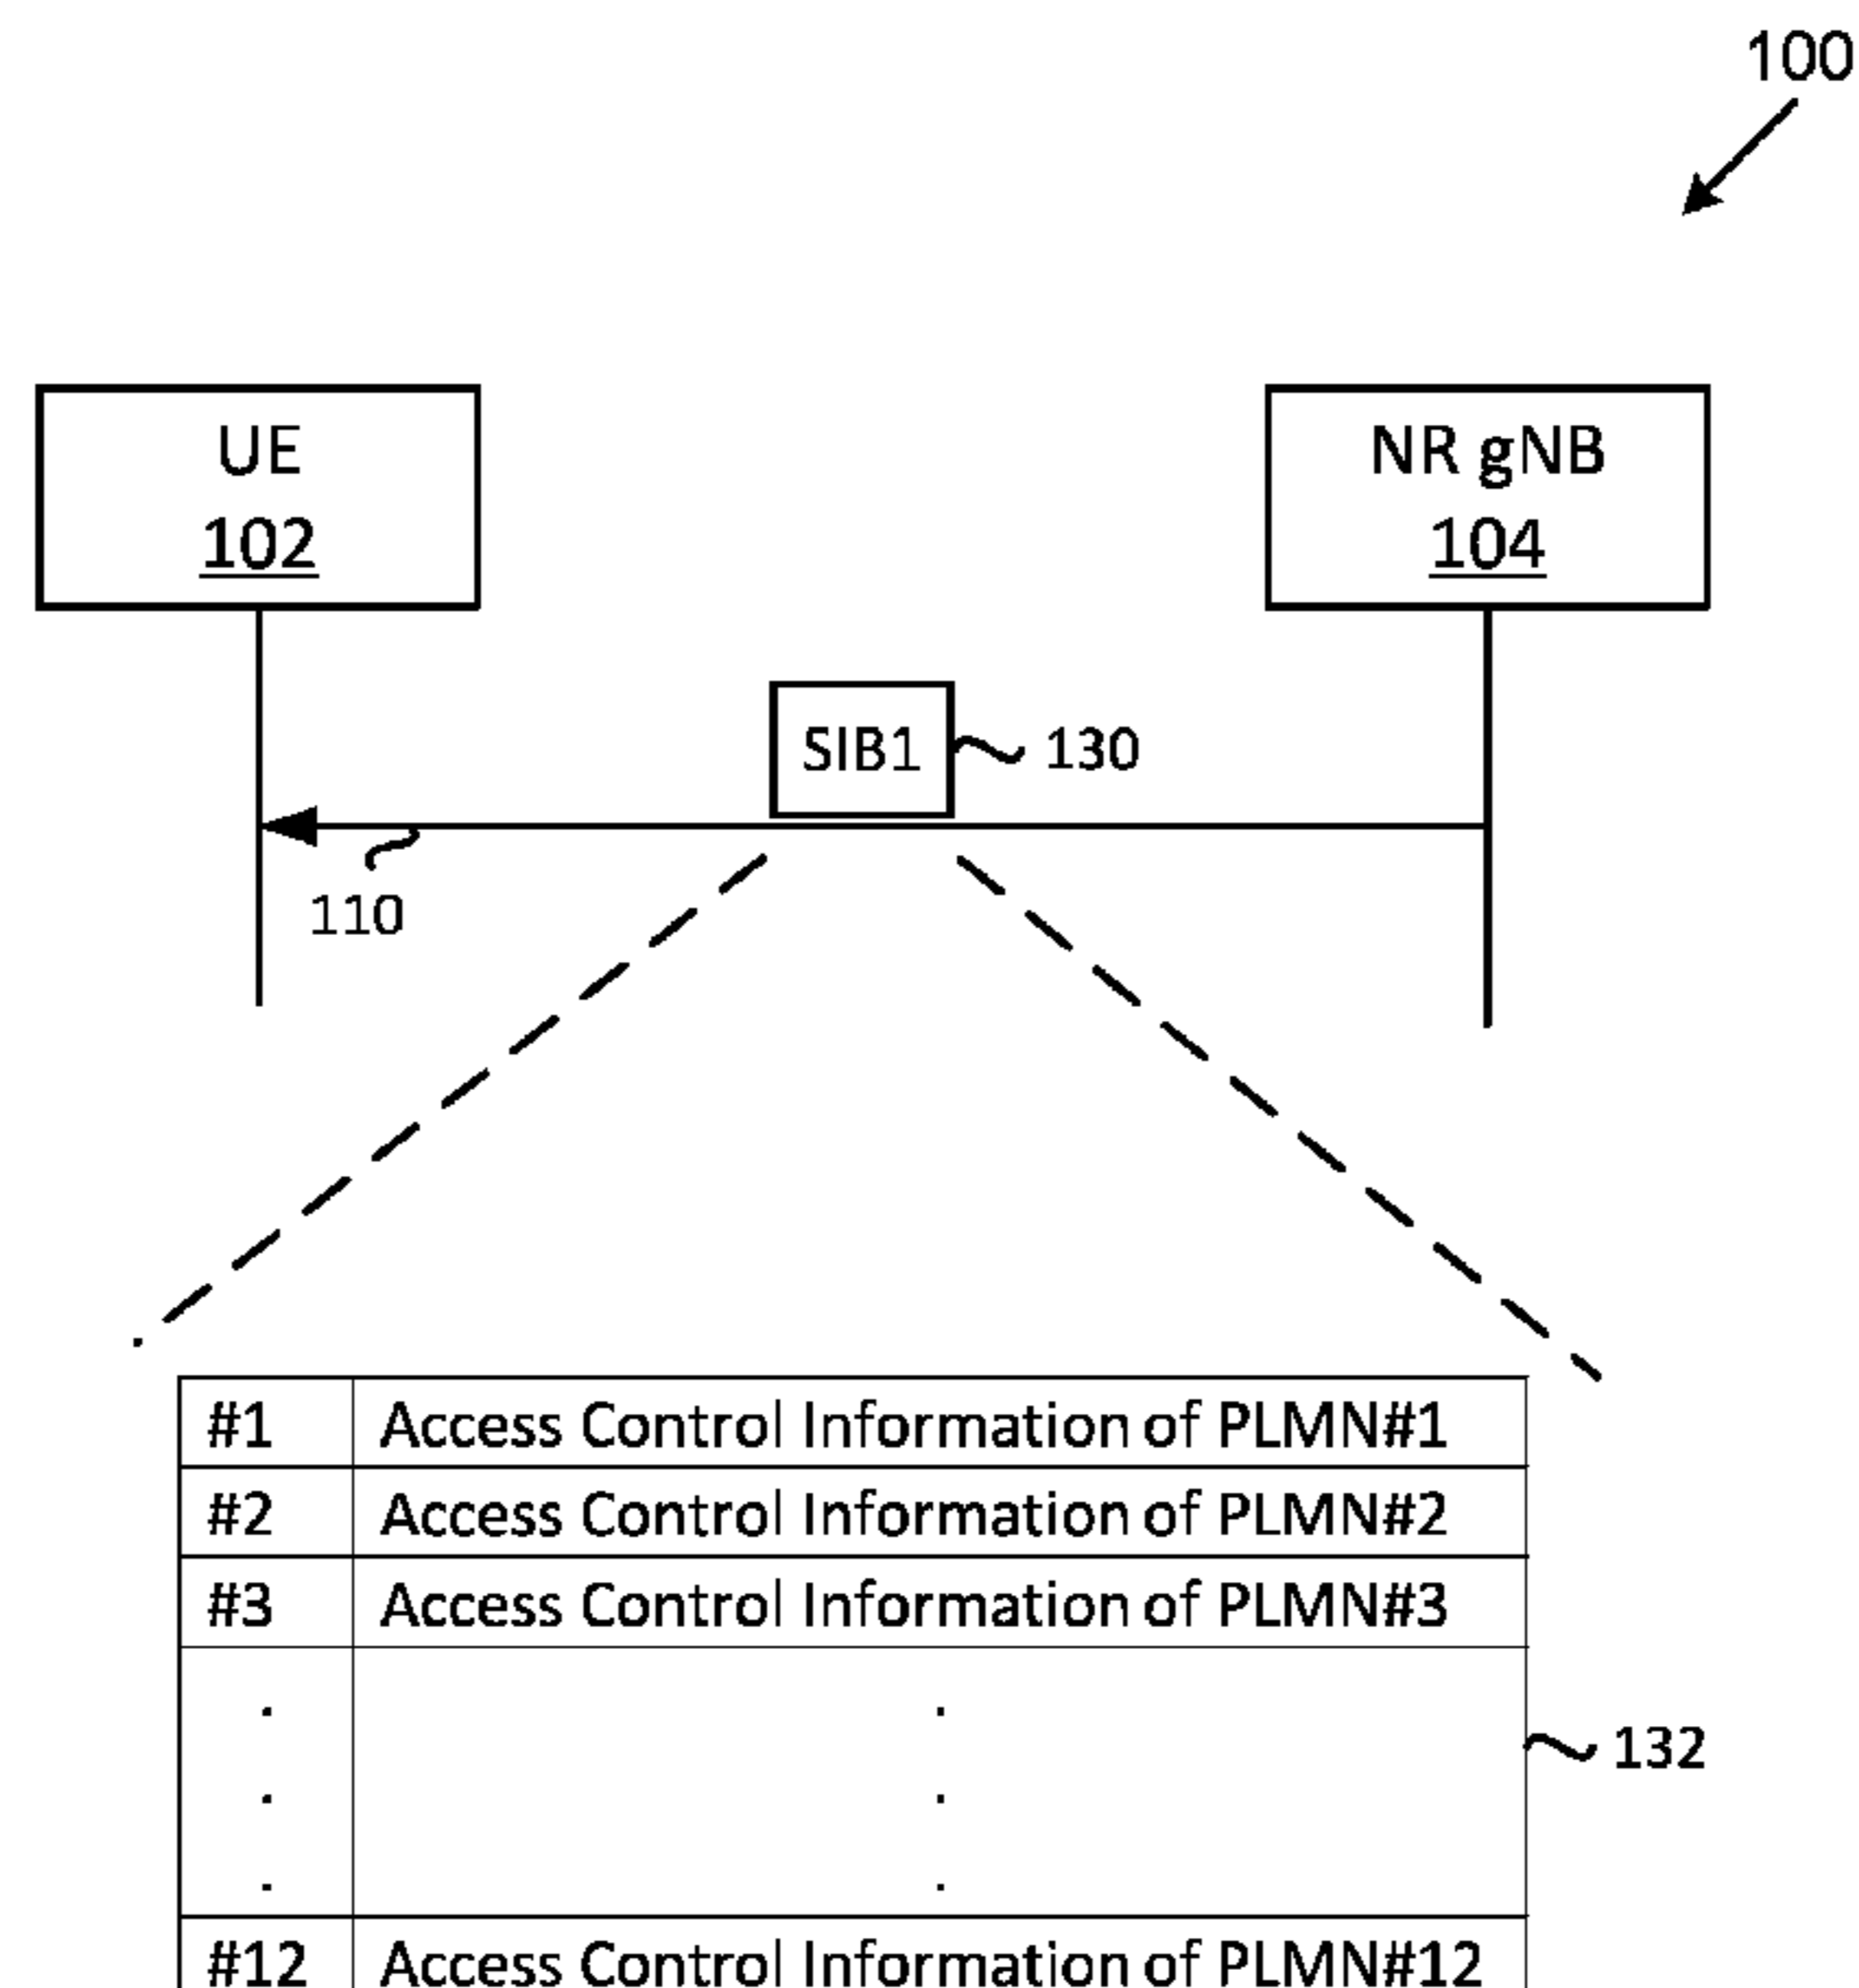 100
UE
102
NR gNB
104
SIB1
130
110
#1 Access Control Information of PLMN#1
#2 Access Control Information of PLMN#2
#3 Access Control Information of PLMN#3
. .
. .
. .
132
#12 Access Control Information of PLMN#12